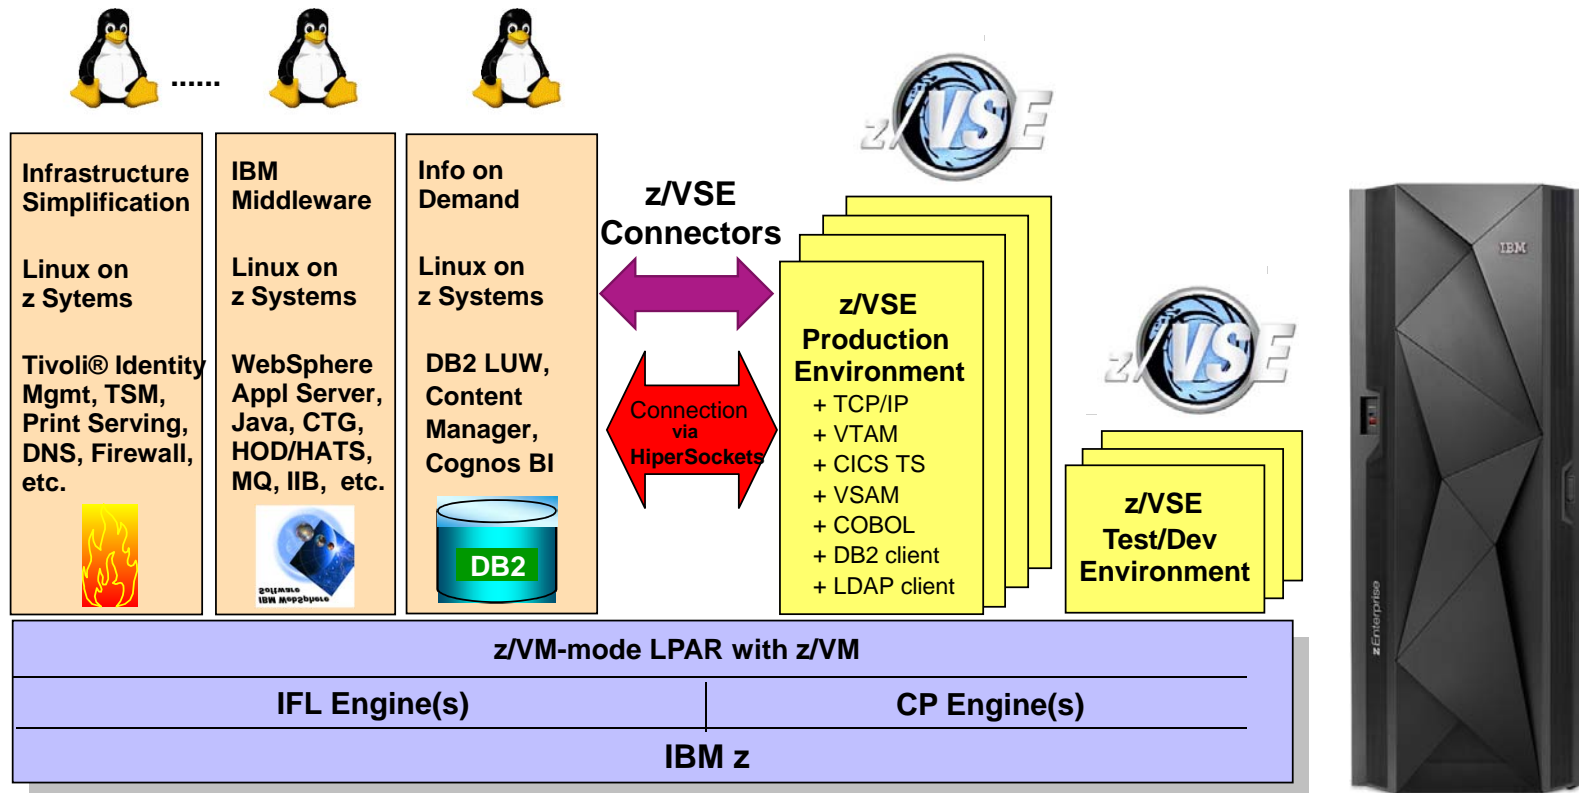 ......
z/VSE
Infrastructure
Simplification
Linux on
z Sytems
Tivoli® Identity
Mgmt, TSM,
Print Serving,
DNS, Firewall,
etc.
IBM
Middleware
Linux on
z Systems
WebSphere
Appl Server,
Java, CTG,
HOD/HATS,
MQ, IIB, etc.
IBM WebSphere
Software
Info on
Demand
Linux on
z Systems
DB2 LUW,
Content
Manager,
Cognos BI
DB2
z/VSE
Connectors
Connection
via
HiperSockets
z/VSE
Production
Environment
+ TCP/IP
+ VTAM
+ CICS TS
+ VSAM
+ COBOL
+ DB2 client
+ LDAP client
z/VSE
z/VSE
Test/Dev
Environment
IBM
zEnterprise
z/VM-mode LPAR with z/VM
IFL Engine(s)
CP Engine(s)
IBM z